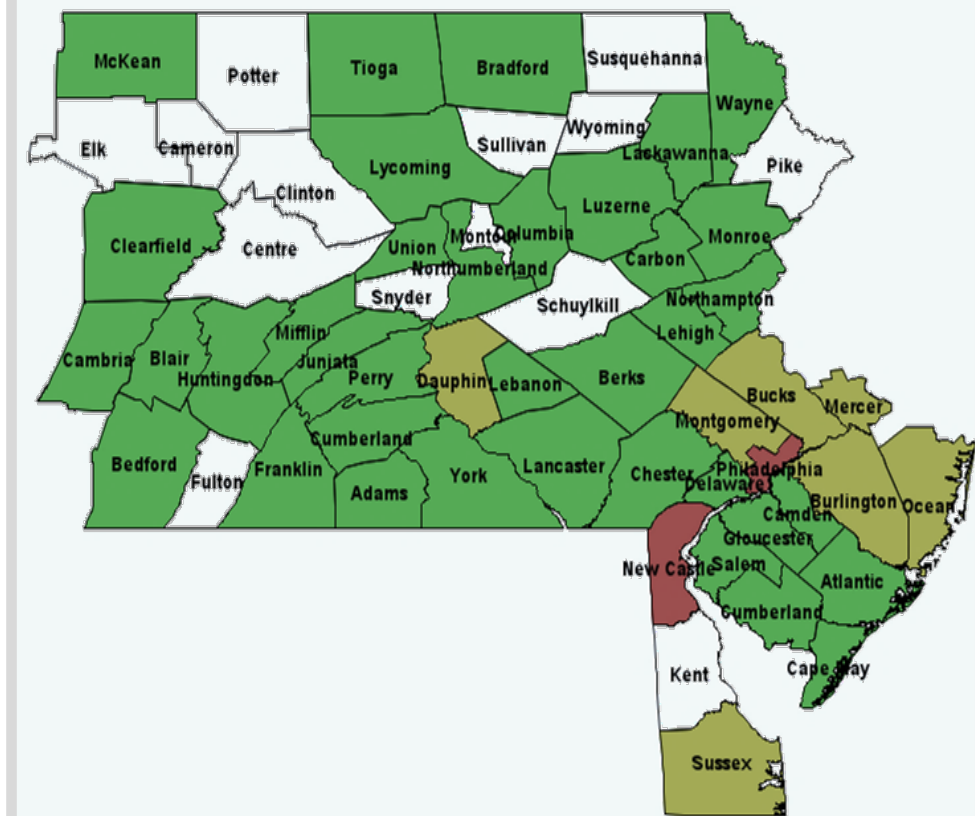 McKean
Potter
Tioga
Bradford
Susquehanna
Wayne
Elk
Cameron
Sullivan
Wyoming
Lackawanna
Pike
Lycoming
Clinton
Luzerne
Clearfield
Centre
Union
Montour
Columbia
Monroe
Carbon
Northumberland
Snyder
Schuylkill
Northampton
Lehigh
Cambria
Blair
Mifflin
Juniata
Huntingdon
Perry
Dauphin
Lebanon
Berks
Bucks
Mercer
Montgomery
Cumberland
Bedford
Fulton
Franklin
Adams
York
Lancaster
Chester
Philadelphia
Delaware
Burlington
Ocean
Camden
Gloucester
New Castle
Salem
Atlantic
Cumberland
Kent
Cape May
Sussex